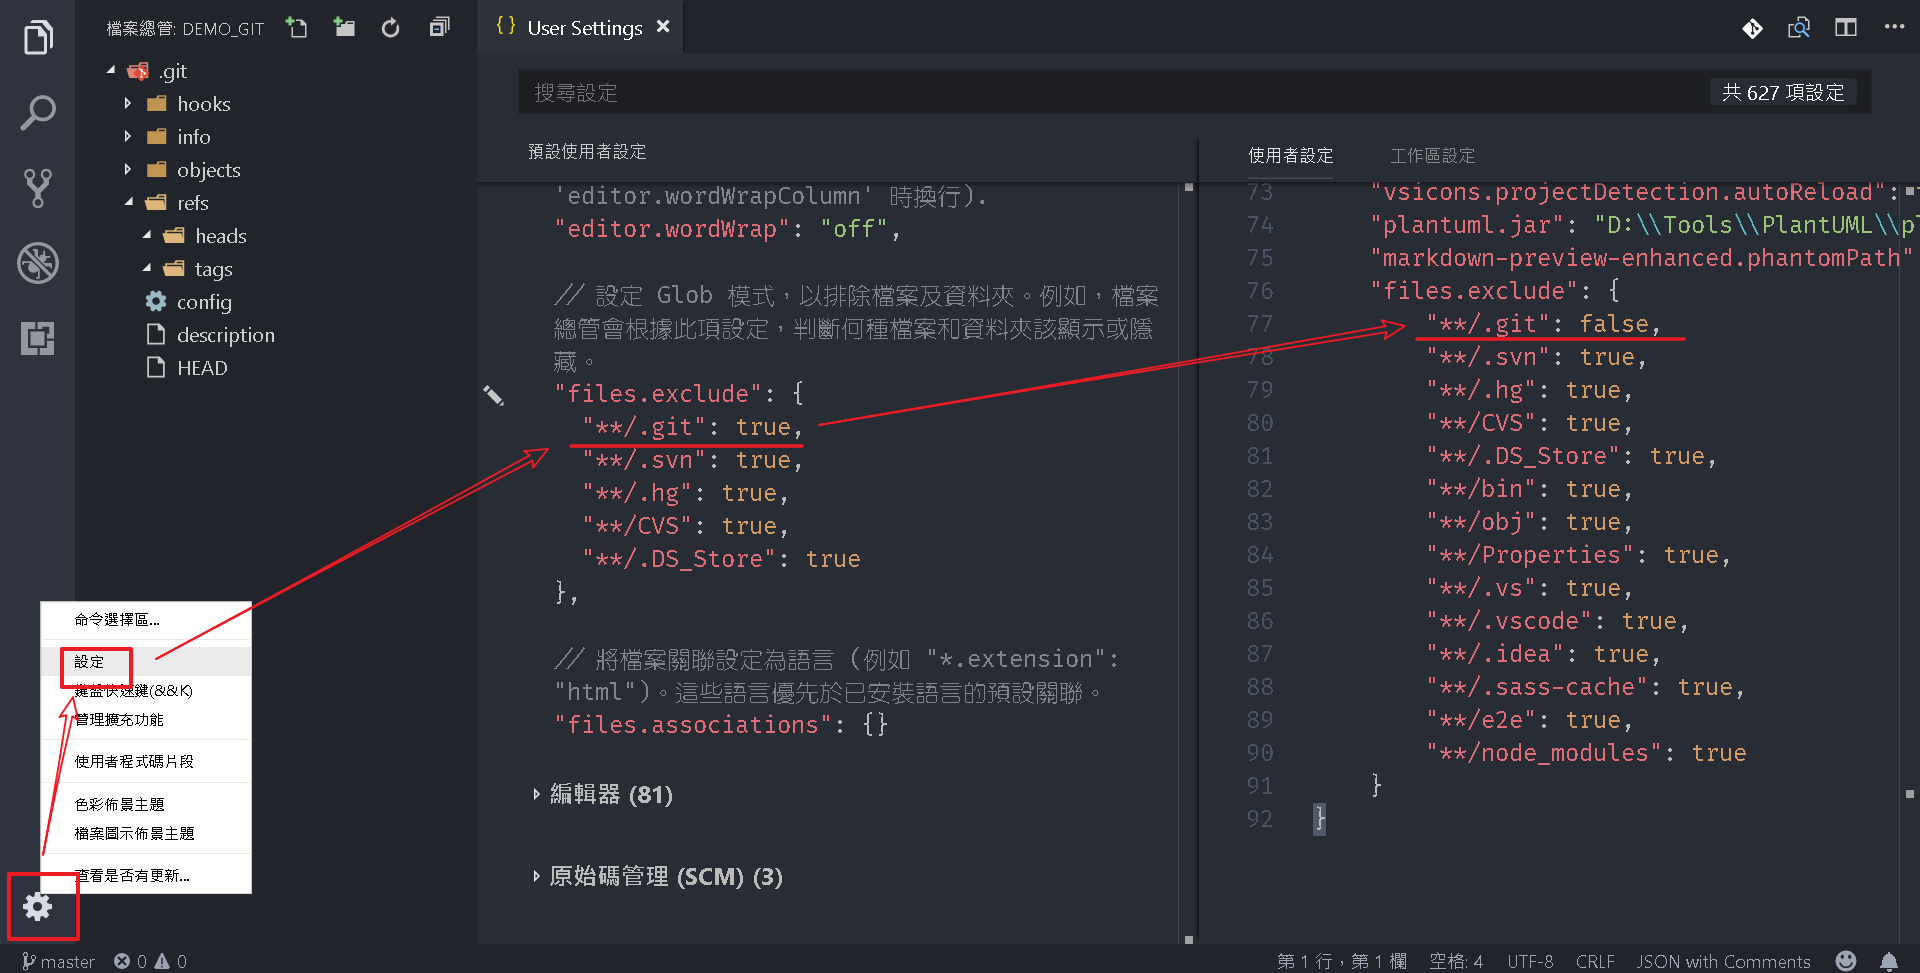 檔案總管: DEMO_GIT
.git
hooks
info
objects
refs
heads
tags
config
description
HEAD
命令選擇區...
設定
鍵盤快速鍵(&&K)
管理擴充功能
使用者程式碼片段
色彩佈景主題
檔案圖示佈景主題
查看是否有更新...
{} User Settings
搜尋設定
共 627 項設定
預設使用者設定
'editor.wordWrapColumn' 時換行).
"editor.wordWrap": "off",
// 設定 Glob 模式，以排除檔案及資料夾。例如，檔案
總管會根據此項設定，判斷何種檔案和資料夾該顯示或隱
藏。
"files.exclude": {
"**/.git": true,
"**/.svn": true,
"**/.hg": true,
"**/CVS": true,
"**/.DS_Store": true
},
// 將檔案關聯設定為語言 (例如 "*.extension":
"html")。這些語言優先於已安裝語言的預設關聯。
"files.associations": {}
編輯器 (81)
原始碼管理 (SCM) (3)
使用者設定 工作區設定
73 "vsicons.projectDetection.autoReload":
74 "plantuml.jar": "D:\\Tools\\PlantUML\\p
75 "markdown-preview-enhanced.phantomPath"
76 "files.exclude": {
77 "**/.git": false,
78 "**/.svn": true,
79 "**/.hg": true,
80 "**/CVS": true,
81 "**/.DS_Store": true,
82 "**/bin": true,
83 "**/obj": true,
84 "**/Properties": true,
85 "**/.vs": true,
86 "**/.vscode": true,
87 "**/.idea": true,
88 "**/.sass-cache": true,
89 "**/e2e": true,
90 "**/node_modules": true
91 }
92 }
master 0 0 第 1 行，第 1 欄 空格: 4 UTF-8 CRLF JSON with Comments